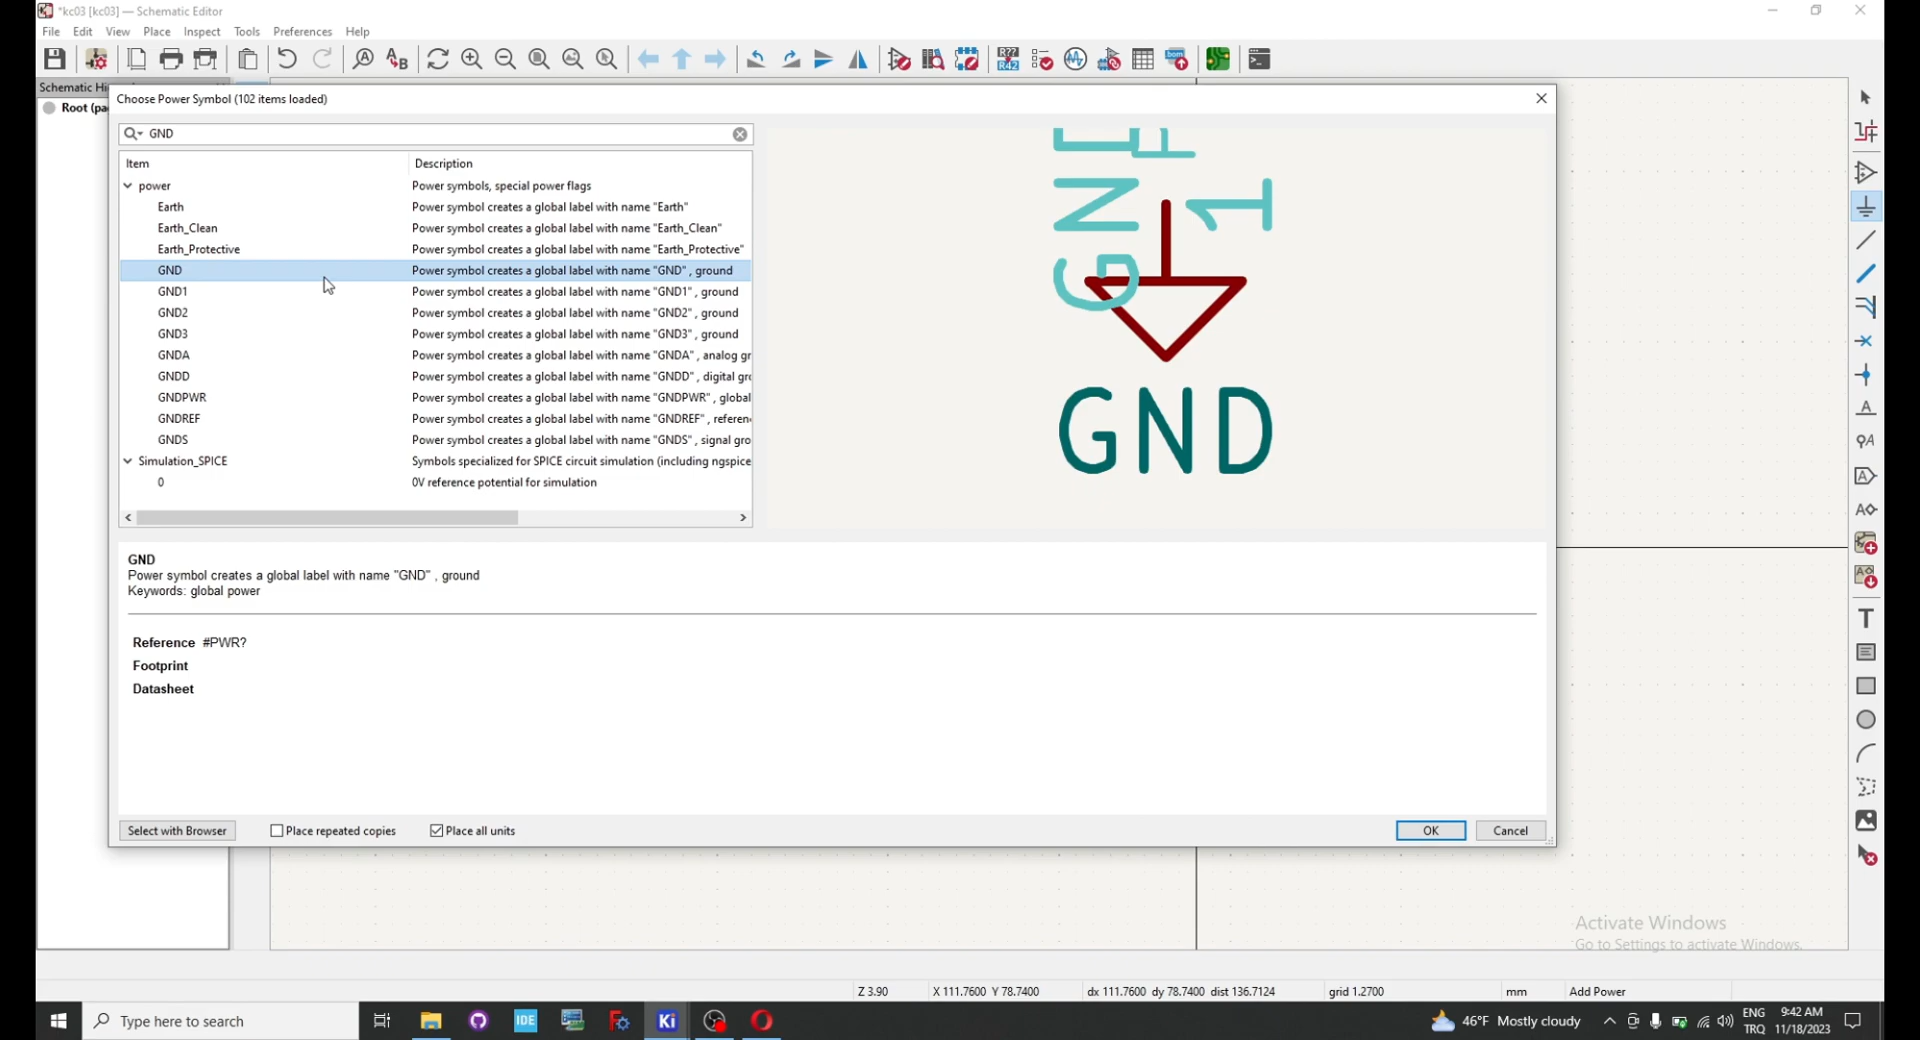 *kc03 [kc03] — Schematic Editor
File Edit View Place Inspect Tools Preferences Help
Schematic Hi
Root (pa
Choose Power Symbol (102 items loaded)
GND
Item Description
power Power symbols, special power flags
Earth Power symbol creates a global label with name "Earth"
Earth_Clean Power symbol creates a global label with name "Earth_Clean"
Earth_Protective Power symbol creates a global label with name "Earth_Protective"
GND Power symbol creates a global label with name "GND" , ground
GND1 Power symbol creates a global label with name "GND1" , ground
GND2 Power symbol creates a global label with name "GND2" , ground
GND3 Power symbol creates a global label with name "GND3" , ground
GNDA Power symbol creates a global label with name "GNDA" , analog gr
GNDD Power symbol creates a global label with name "GNDD" , digital gr
GNDPWR Power symbol creates a global label with name "GNDPWR" , global
GNDREF Power symbol creates a global label with name "GNDREF" , referen
GNDS Power symbol creates a global label with name "GNDS" , signal gro
Simulation_SPICE Symbols specialized for SPICE circuit simulation (including ngspice
0 0V reference potential for simulation
GND
1
GND
GND
Power symbol creates a global label with name "GND" , ground
Keywords: global power
Reference #PWR?
Footprint
Datasheet
Select with Browser Place repeated copies Place all units OK Cancel
Activate Windows
Go to Settings to activate Windows.
Z 3.90 X 111.7600 Y 78.7400 dx 111.7600 dy 78.7400 dist 136.7124 grid 1.2700 mm Add Power
Type here to search IDE Ki 46°F Mostly cloudy ENG 9:42 AM
TRQ 11/18/2023